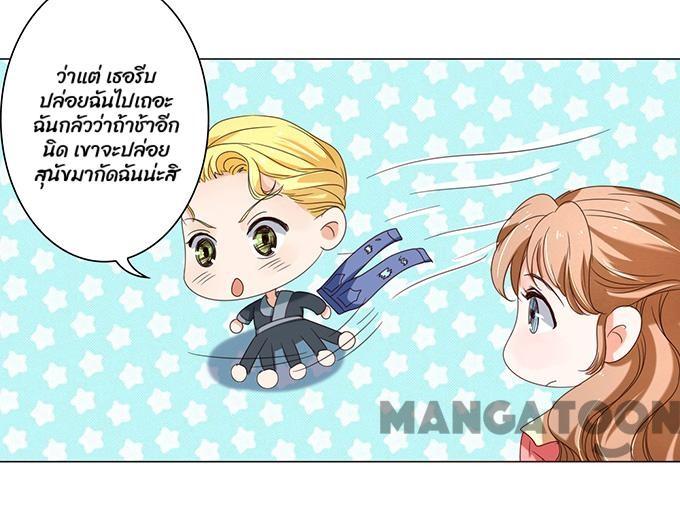 ว่าแต่ เธอรีบ
ปล่อยฉันไปเถอะ
ฉันกลัวว่าถ้าช้าอีก
นิด เขาจะปล่อย
สุนัขมากัดฉันน่ะสิ
MANGATOON